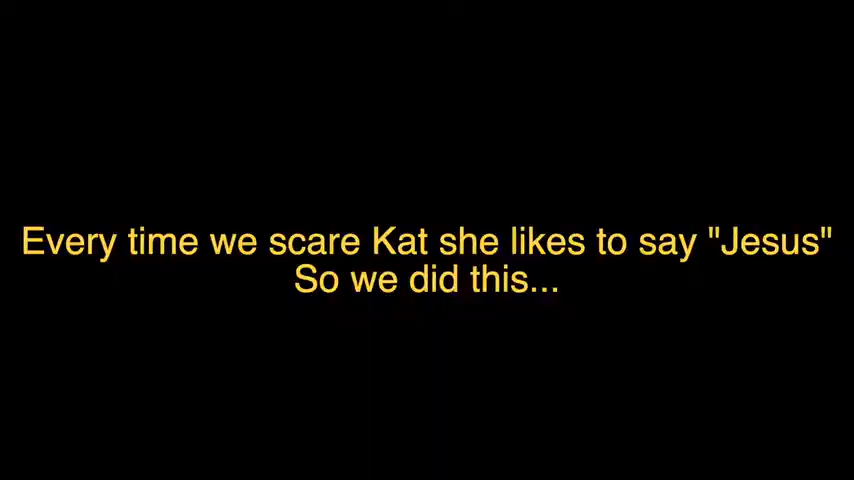 Every time we scare Kat she likes to say "Jesus"
So we did this...